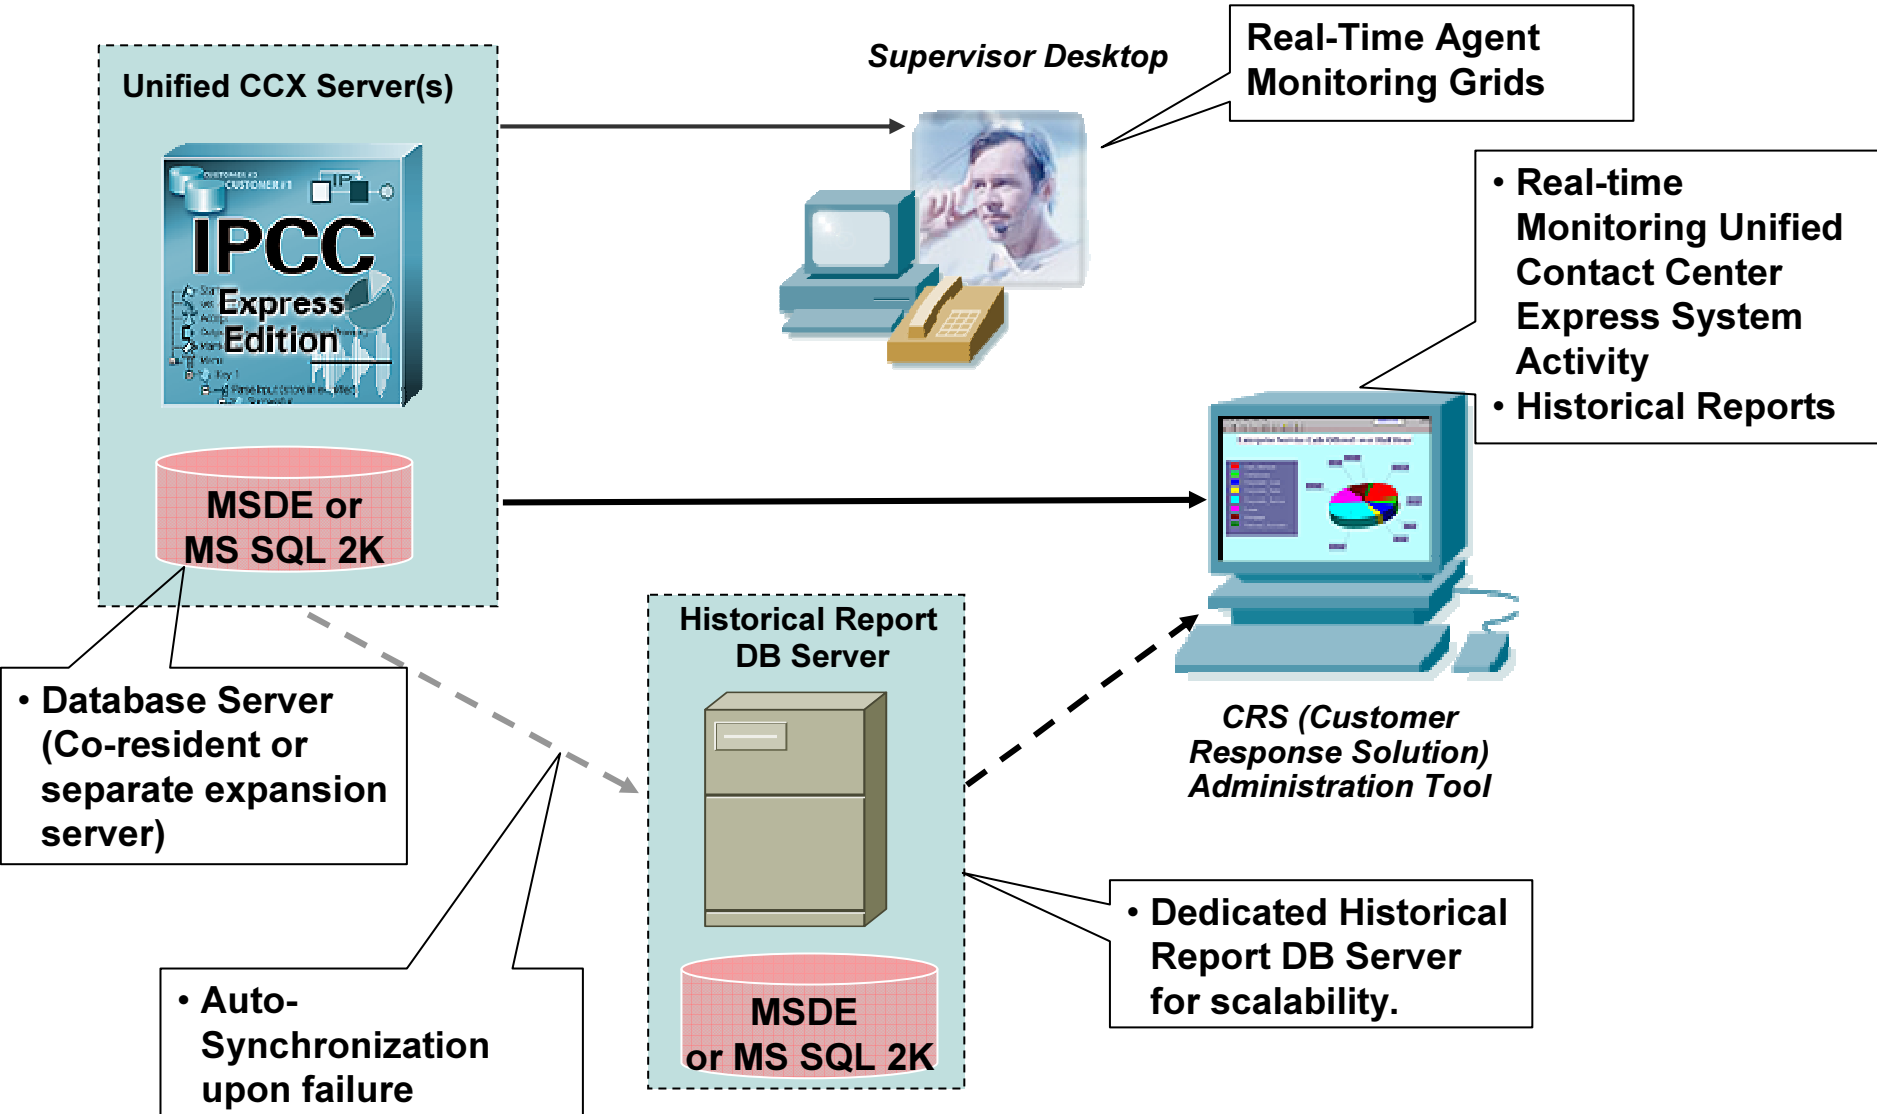 Unified CCX Server(s)
CUSTOMER #1
IP
IPCC
Express
Edition
MSDE or
MS SQL 2K
• Database Server
(Co-resident or
separate expansion
server)
• Auto-
Synchronization
upon failure
Supervisor Desktop
Real-Time Agent
Monitoring Grids
• Real-time
Monitoring Unified
Contact Center
Express System
Activity
• Historical Reports
CRS (Customer
Response Solution)
Administration Tool
Historical Report
DB Server
MSDE
or MS SQL 2K
• Dedicated Historical
Report DB Server
for scalability.